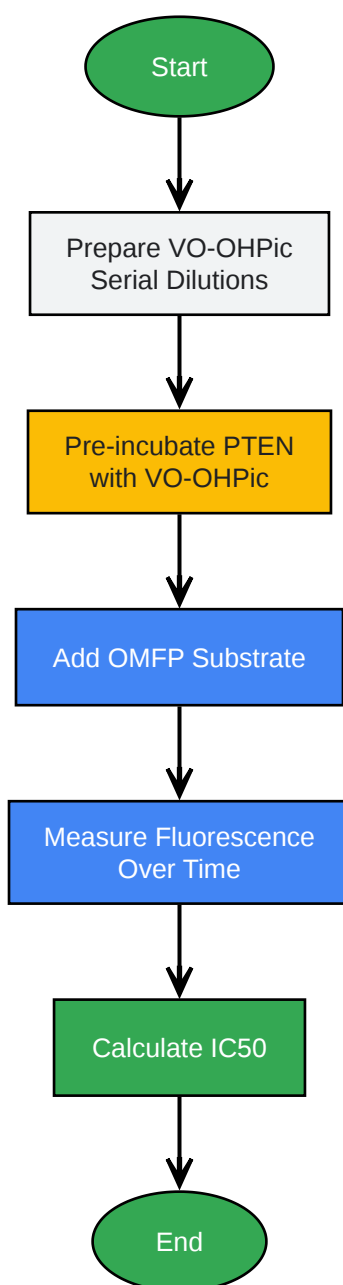 Start
Prepare VO-OHPic
Serial Dilutions
Pre-incubate PTEN
with VO-OHPic
Add OMFP Substrate
Measure Fluorescence
Over Time
Calculate IC50
End